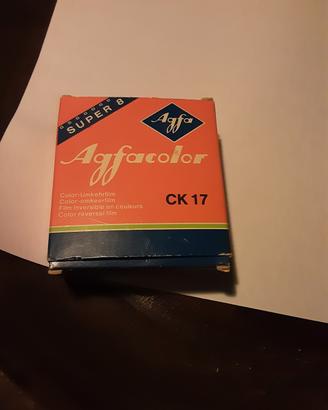 SUPER 8
Agfa
Agfacolor
Color-Umkehrfilm
Color-omkeerfilm
Film inversible en couleurs
Color reversal film
CK 17